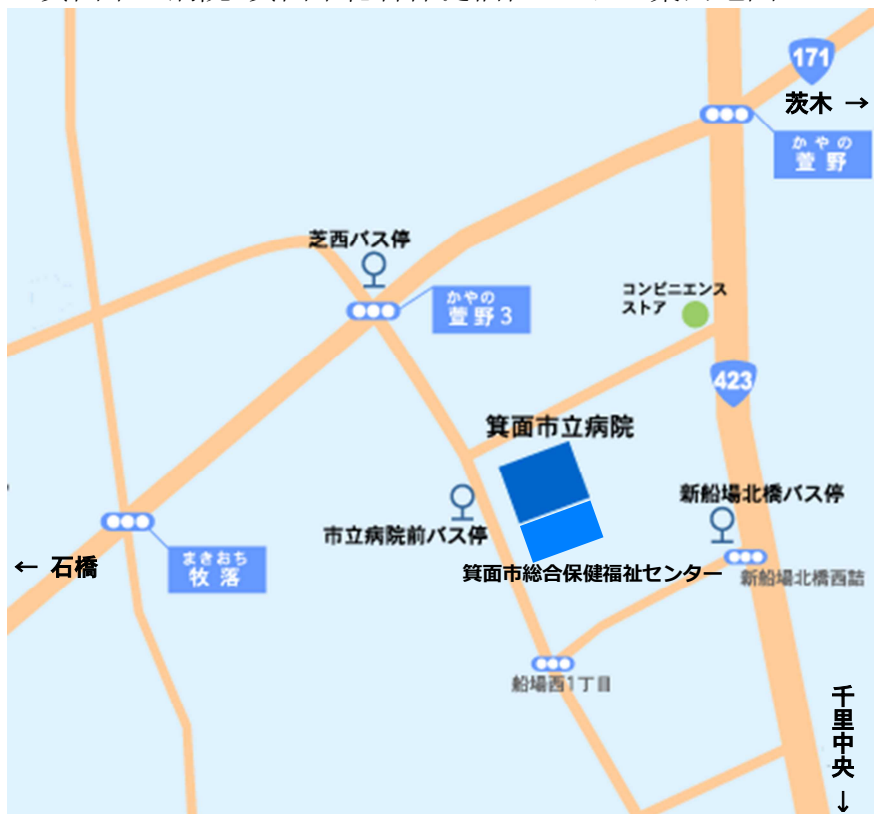 171
茨木 →
かやの
萱野
芝西バス停
コンビニエンス
ストア
かやの
萱野3
423
箕面市立病院
新船場北橋バス停
市立病院前バス停
まきおち
牧落
← 石橋
箕面市総合保健福祉センター
新船場北橋西詰
船場西1丁目
千里中央
↓